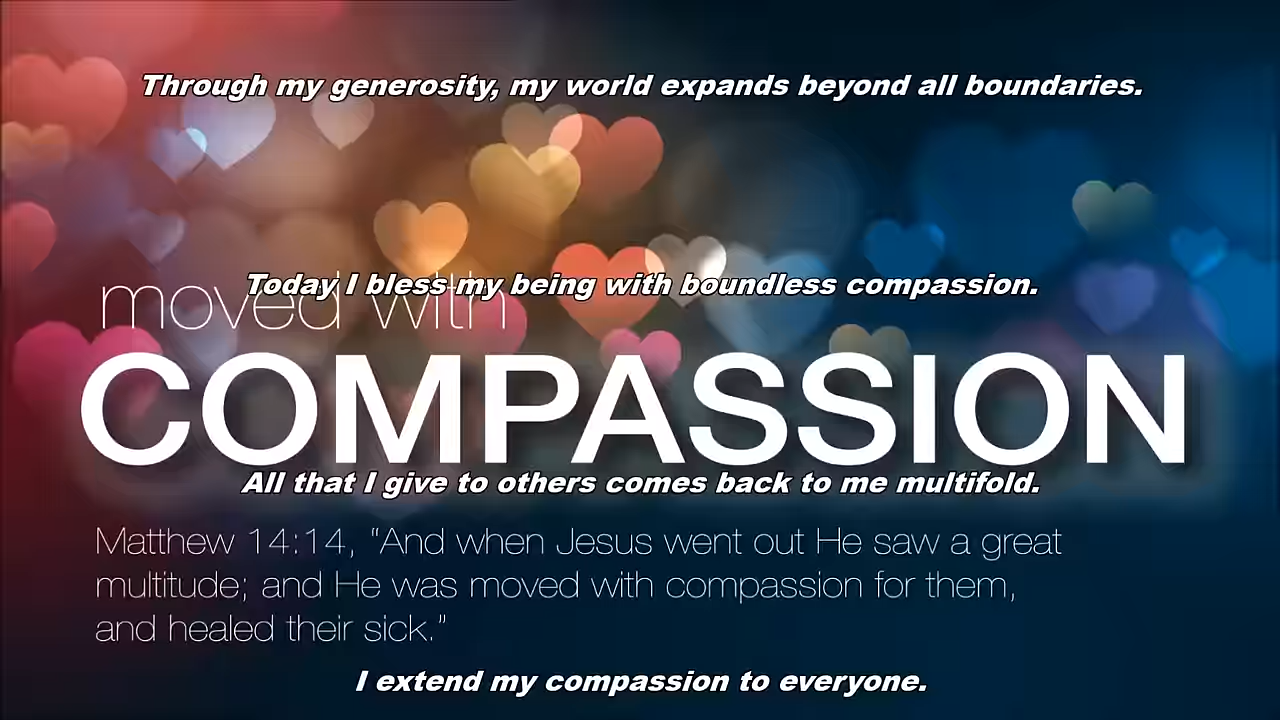 Through my generosity, my world expands beyond all boundaries.
Today I bless my being with boundless compassion.
moved with
COMPASSION
All that I give to others comes back to me multifold.
Matthew 14:14, “And when Jesus went out He saw a great
multitude; and He was moved with compassion for them,
and healed their sick.”
I extend my compassion to everyone.